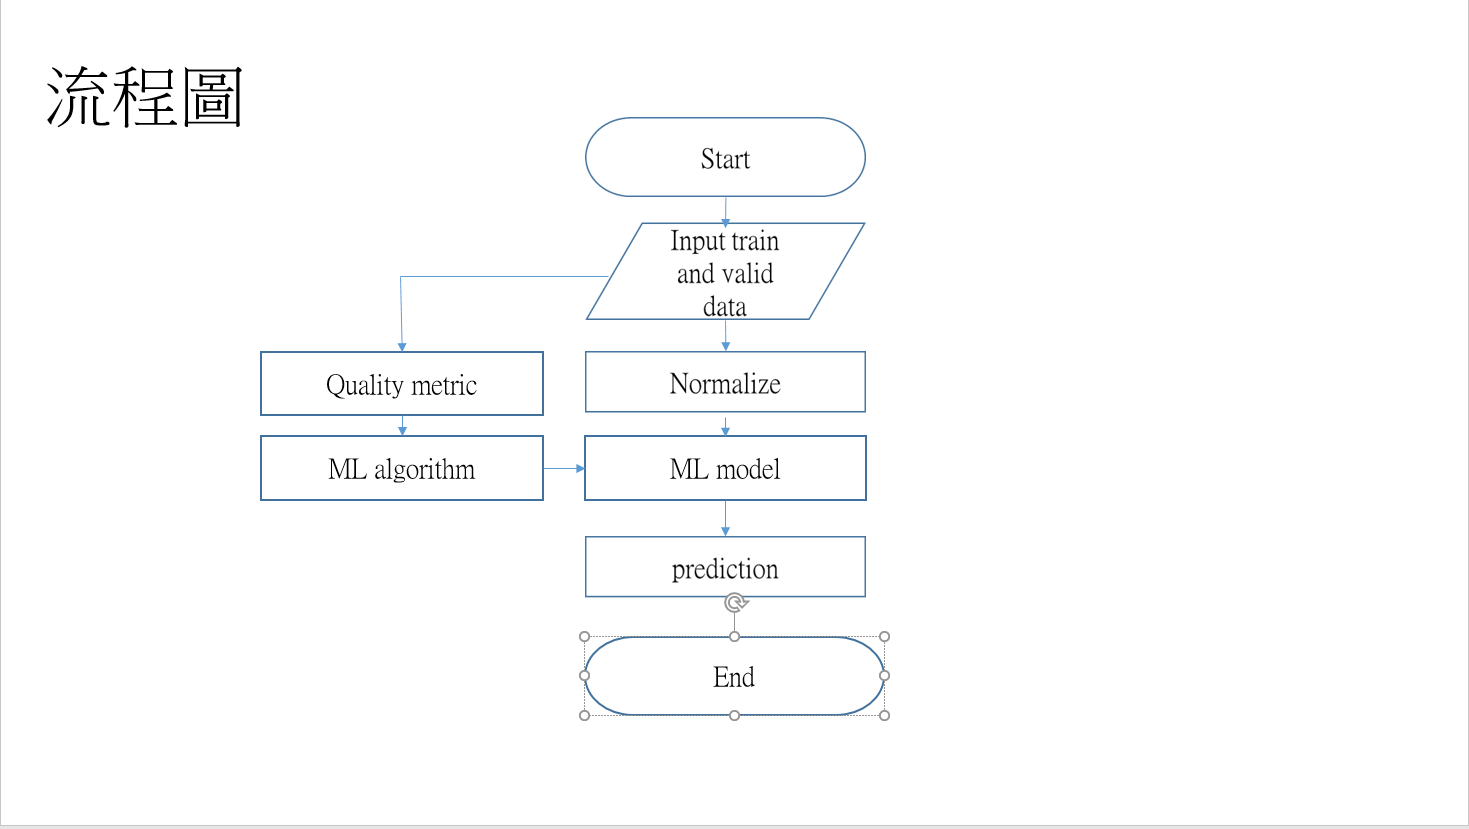 流程圖
Start
Input train
and valid
data
Quality metric
Normalize
ML algorithm
ML model
prediction
End